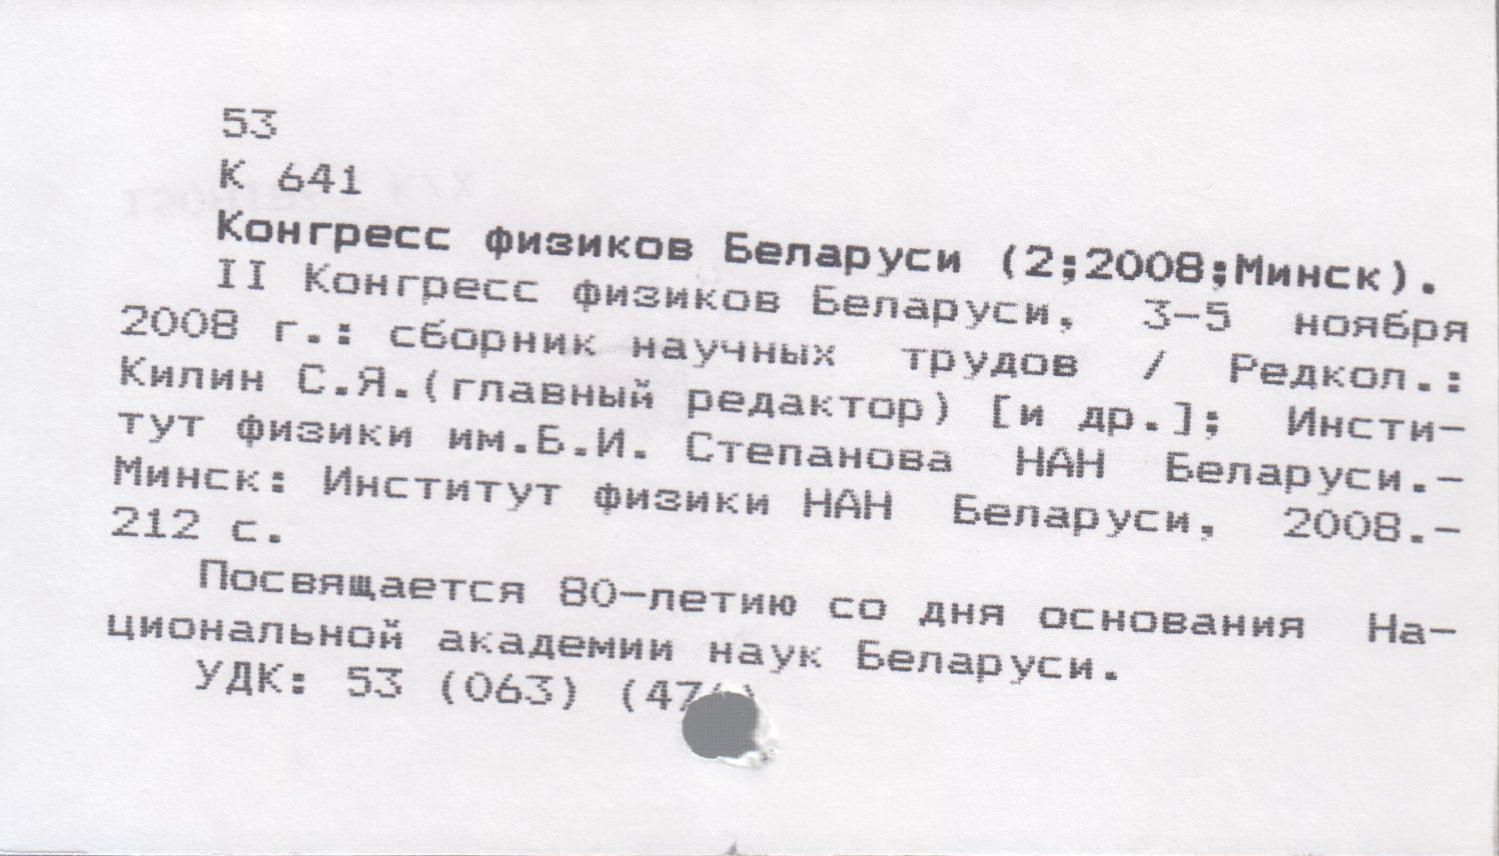 53
К 641
Конгресс физиков Беларуси (2;2008;Минск).
II Конгресс физиков Беларуси, 3-5 ноября
2008 г.: сборник научных трудов / Редкол.:
Килин С.Я.(главный редактор) [и др.]; Инсти-
тут физики им.Б.И. Степанова НАН Беларуси.-
Минск: Институт физики НАН Беларуси, 2008.-
212 с.
Посвящается 80-летию со дня основания На-
циональной академии наук Беларуси.
УДК: 53 (063)